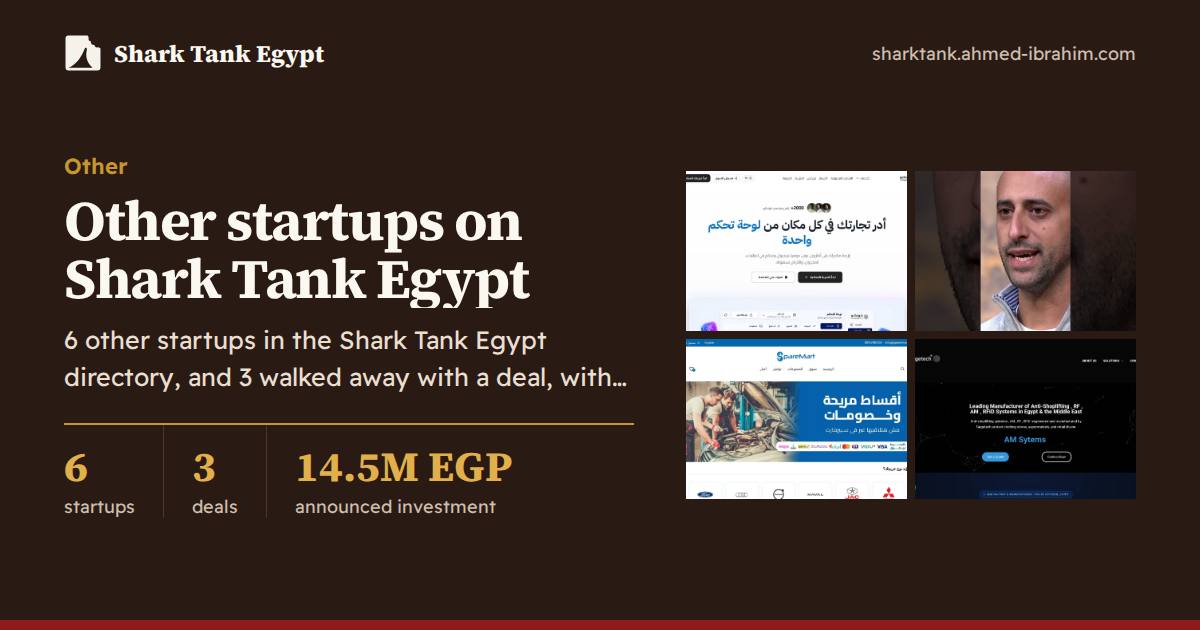 Shark Tank Egypt
sharktank.ahmed-ibrahim.com
Other
Other startups on
Shark Tank Egypt
6 other startups in the Shark Tank Egypt
directory, and 3 walked away with a deal, with...
6
startups
3
deals
14.5M EGP
announced investment
أدر تجارتك في كل مكان من لوحة تحكم
واحدة
SpareMart
أقساط مريحة
وخصومات
VISA
Ford
JAC
Leading Manufacturer of Anti-Shoplifting , RF ,
AM , RFID Systems in Egypt & the Middle East
AM Sytems